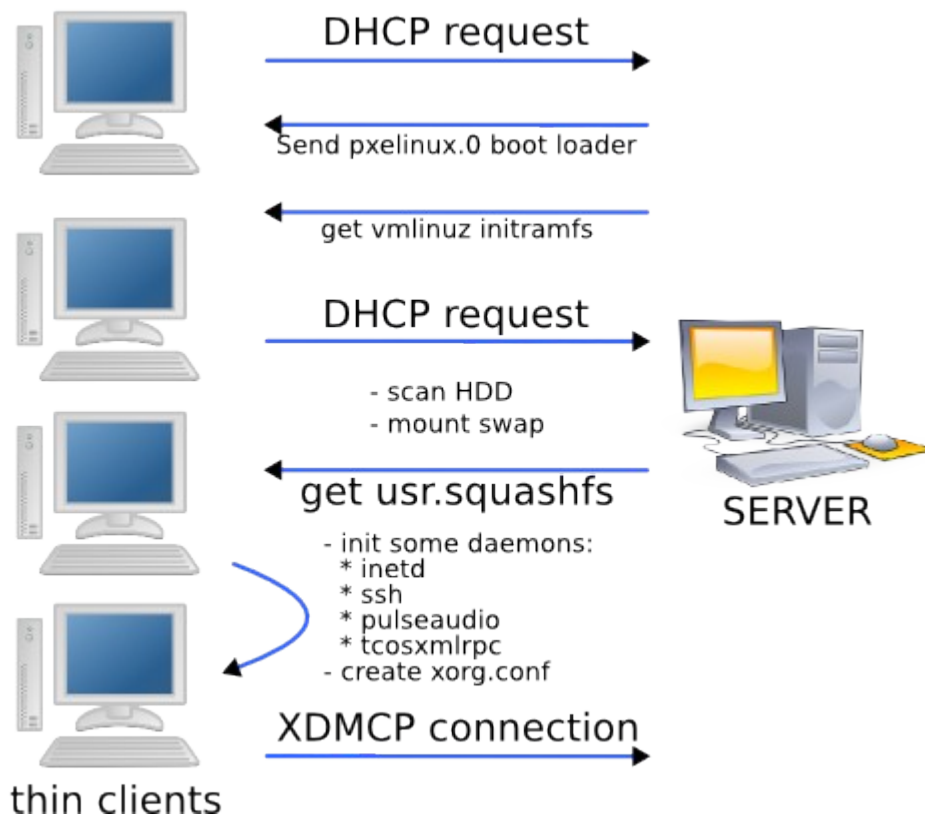 DHCP request
Send pxelinux.0 boot loader
get vmlinuz initramfs
DHCP request
- scan HDD
- mount swap
get usr.squashfs
SERVER
- init some daemons:
* inetd
* ssh
* pulseaudio
* tcosxmlrpc
- create xorg.conf
XDMCP connection
thin clients